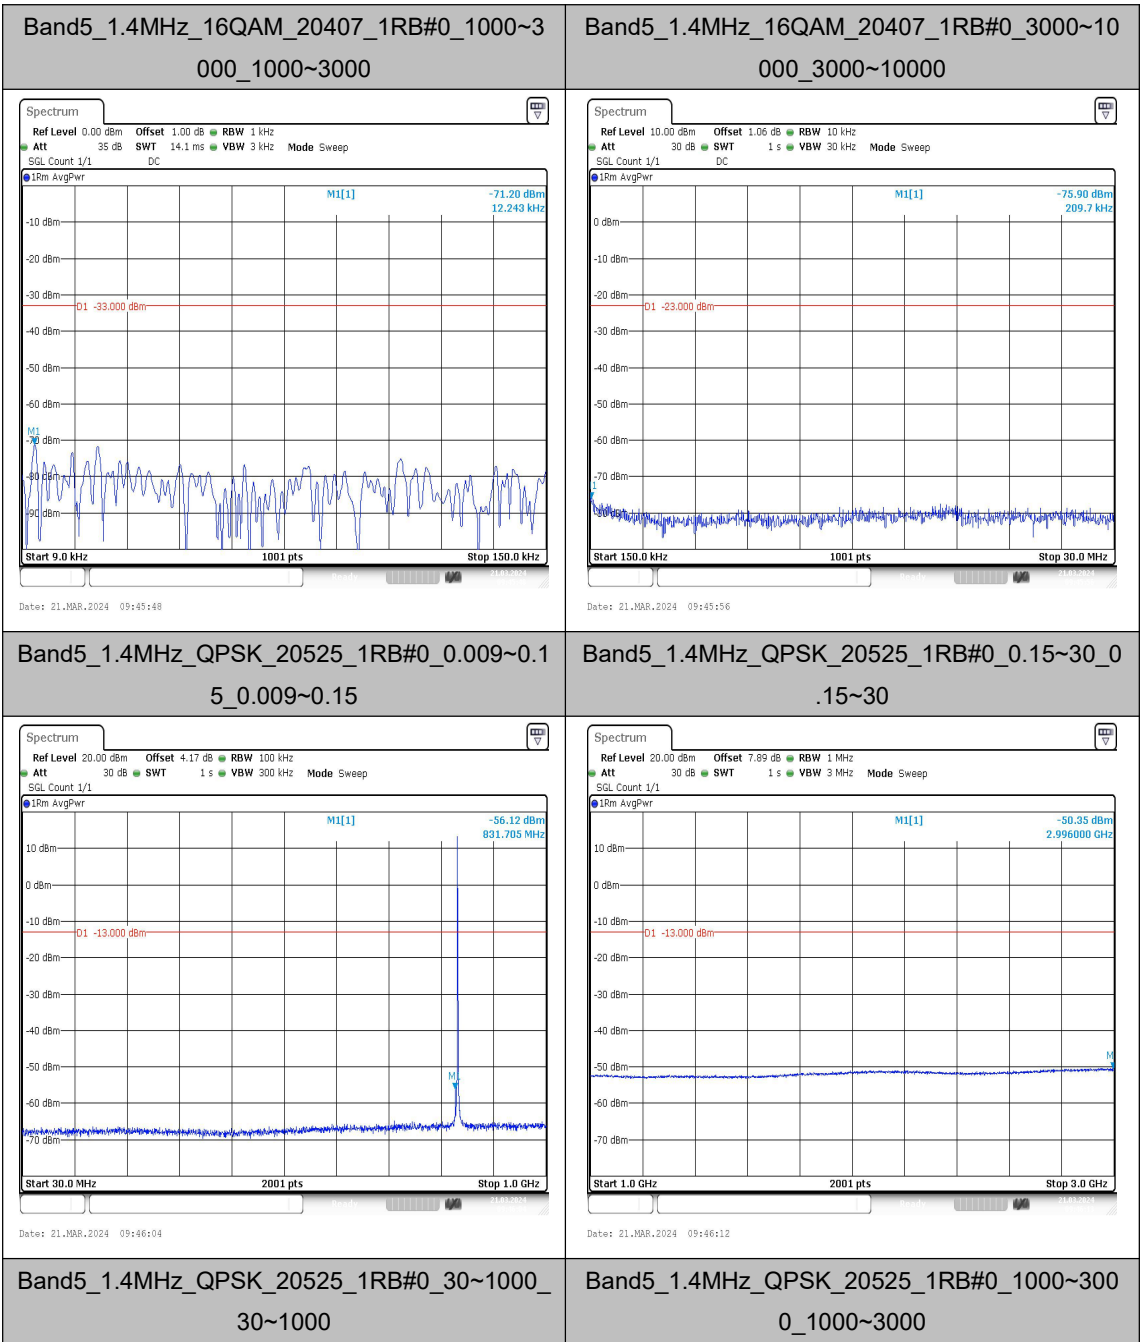 Band5_1.4MHz_16QAM_20407_1RB#0_1000~3
000_1000~3000
Band5_1.4MHz_16QAM_20407_1RB#0_3000~10
000_3000~10000
Spectrum
Ref Level 0.00 dBm Offset 1.00 dB RBW 1 kHz
Att 35 dB SWT 14.1 ms VBW 3 kHz Mode Sweep
SGL Count 1/1 DC
1Rm AvgPwr
M1[1] -71.20 dBm
12.243 kHz
-10 dBm
-20 dBm
-30 dBm
D1 -33.000 dBm
-40 dBm
-50 dBm
-60 dBm
M1
-70 dBm
-80 dBm
-90 dBm
Start 9.0 kHz 1001 pts Stop 150.0 kHz
Date: 21.MAR.2024 09:45:48
Spectrum
Ref Level 10.00 dBm Offset 1.06 dB RBW 10 kHz
Att 30 dB SWT 1 s VBW 30 kHz Mode Sweep
SGL Count 1/1 DC
1Rm AvgPwr
M1[1] -75.90 dBm
209.7 kHz
0 dBm
-10 dBm
-20 dBm
D1 -23.000 dBm
-30 dBm
-40 dBm
-50 dBm
-60 dBm
-70 dBm
1
-80 dBm
Start 150.0 kHz 1001 pts Stop 30.0 MHz
Date: 21.MAR.2024 09:45:56
Band5_1.4MHz_QPSK_20525_1RB#0_0.009~0.1
5_0.009~0.15
Band5_1.4MHz_QPSK_20525_1RB#0_0.15~30_0
.15~30
Spectrum
Ref Level 20.00 dBm Offset 4.17 dB RBW 100 kHz
Att 30 dB SWT 1 s VBW 300 kHz Mode Sweep
SGL Count 1/1
1Rm AvgPwr
M1[1] -56.12 dBm
831.705 MHz
10 dBm
0 dBm
-10 dBm
D1 -13.000 dBm
-20 dBm
-30 dBm
-40 dBm
-50 dBm
M
-60 dBm
-70 dBm
Start 30.0 MHz 2001 pts Stop 1.0 GHz
Date: 21.MAR.2024 09:46:04
Spectrum
Ref Level 20.00 dBm Offset 7.89 dB RBW 1 MHz
Att 30 dB SWT 1 s VBW 3 MHz Mode Sweep
SGL Count 1/1
1Rm AvgPwr
M1[1] -50.35 dBm
2.996000 GHz
10 dBm
0 dBm
-10 dBm
D1 -13.000 dBm
-20 dBm
-30 dBm
-40 dBm
M
-50 dBm
-60 dBm
-70 dBm
Start 1.0 GHz 2001 pts Stop 3.0 GHz
Date: 21.MAR.2024 09:46:12
Band5_1.4MHz_QPSK_20525_1RB#0_30~1000_
30~1000
Band5_1.4MHz_QPSK_20525_1RB#0_1000~300
0_1000~3000